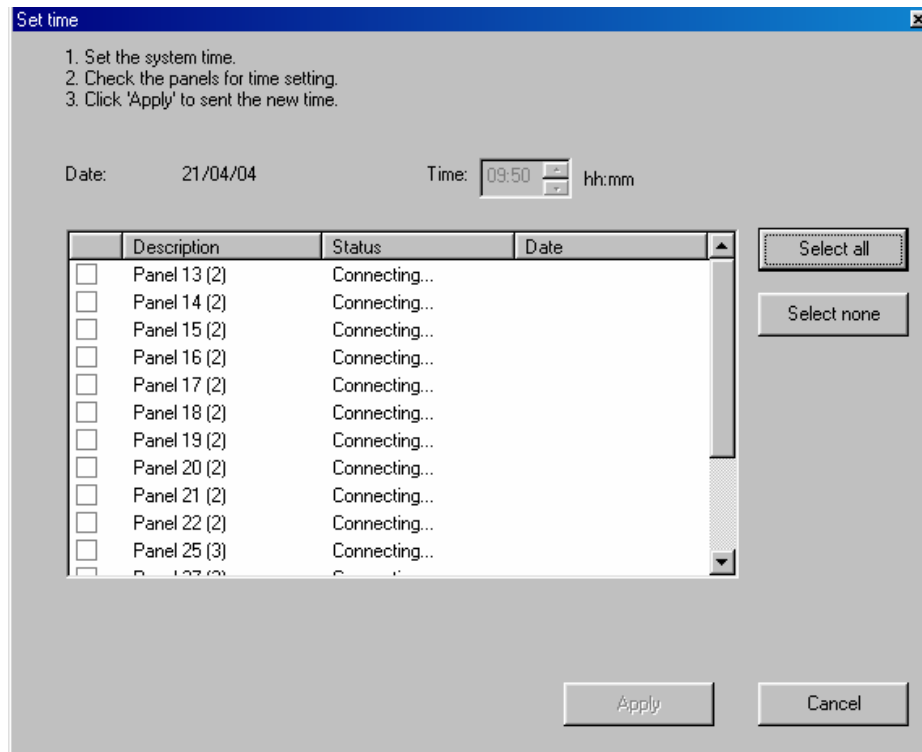 Set time
1. Set the system time.
2. Check the panels for time setting.
3. Click 'Apply' to sent the new time.
Date: 21/04/04 Time: 09:50 hh:mm
Description Status Date
Select all
Panel 13 (2) Connecting...
Panel 14 (2) Connecting...
Select none
Panel 15 (2) Connecting...
Panel 16 (2) Connecting...
Panel 17 (2) Connecting...
Panel 18 (2) Connecting...
Panel 19 (2) Connecting...
Panel 20 (2) Connecting...
Panel 21 (2) Connecting...
Panel 22 (2) Connecting...
Panel 25 (3) Connecting...
Apply Cancel